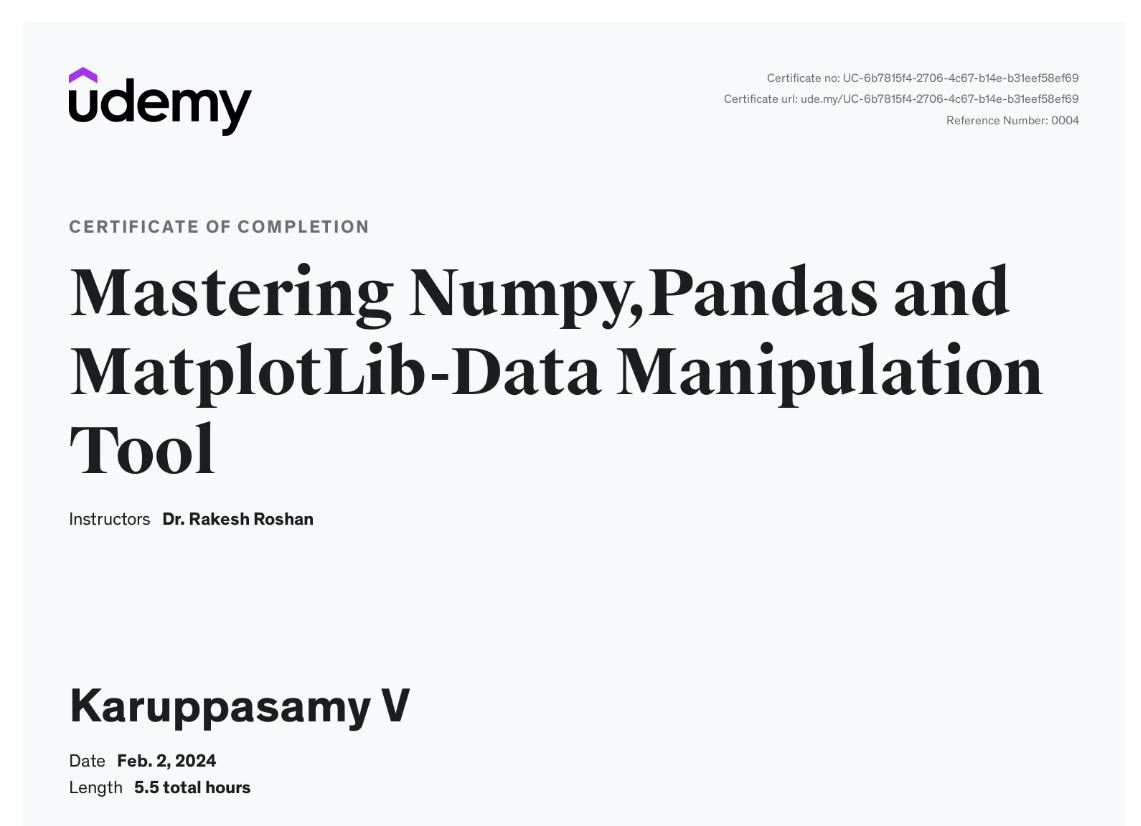 udemy
Certificate no: UC-6b7815f4-2706-4c67-b14e-b31eef58ef69
Certificate url: ude.my/UC-6b7815f4-2706-4c67-b14e-b31eef58ef69
Reference Number: 0004
CERTIFICATE OF COMPLETION
Mastering Numpy,Pandas and
MatplotLib-Data Manipulation
Tool
Instructors Dr. Rakesh Roshan
Karuppasamy V
Date Feb. 2, 2024
Length 5.5 total hours